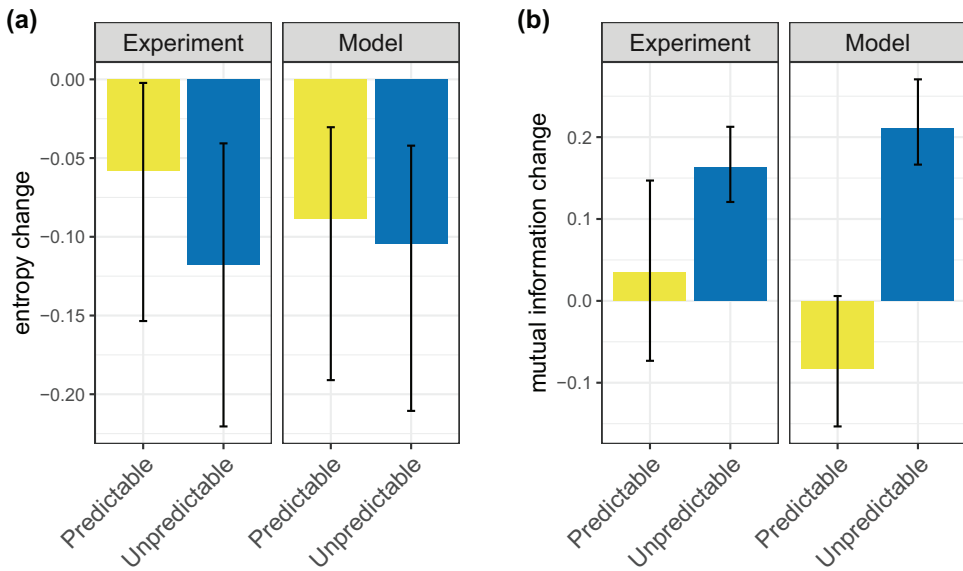 (a)
Experiment
Model
entropy change
0.00
−0.05
−0.10
−0.15
−0.20
Predictable
Unpredictable
Predictable
Unpredictable
(b)
Experiment
Model
mutual information change
0.2
0.1
0.0
−0.1
Predictable
Unpredictable
Predictable
Unpredictable